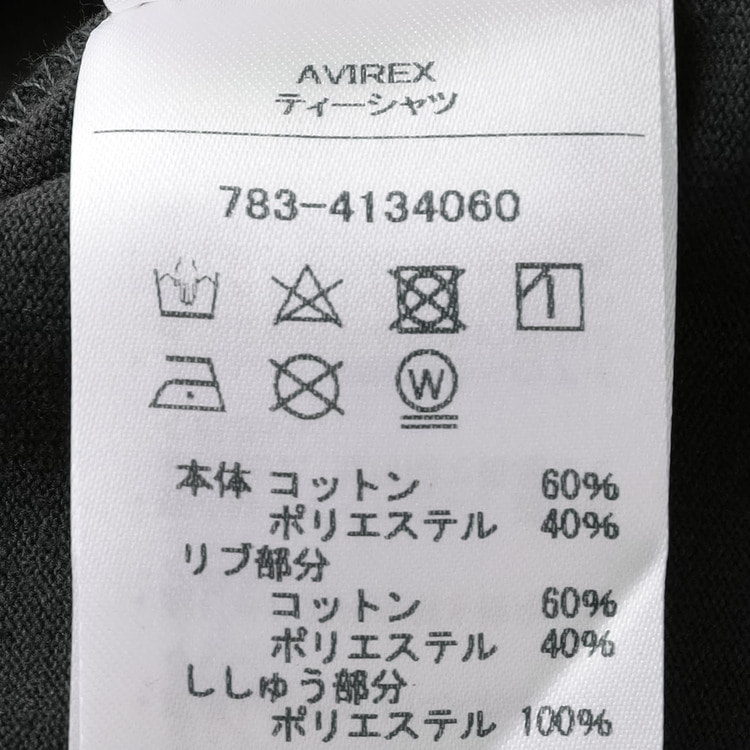 AVIREX
ティーシャツ
783-4134060
W
本体 コットン 60%
ポリエステル 40%
リブ部分
コットン 60%
ポリエステル 40%
ししゅう部分
ポリエステル 100%